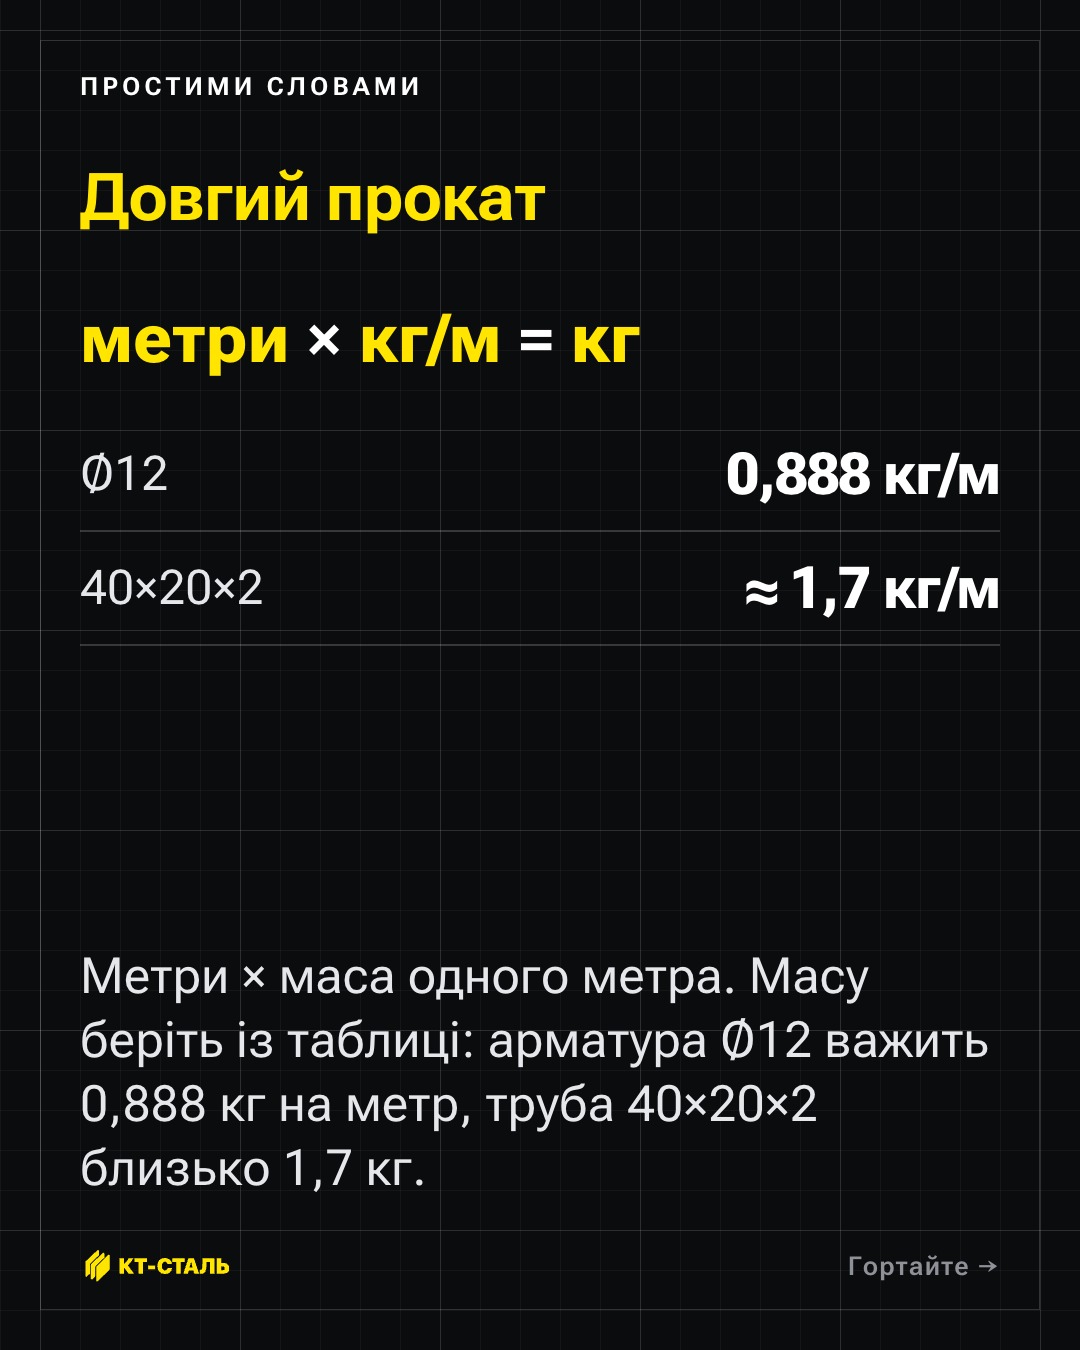 ПРОСТИМИ СЛОВАМИ
Довгий прокат
метри × кг/м = кг
Ø12 0,888 кг/м
40×20×2 ≈ 1,7 кг/м
Метри × маса одного метра. Масу
беріть із таблиці: арматура Ø12 важить
0,888 кг на метр, труба 40×20×2
близько 1,7 кг.
КТ-СТАЛЬ Гортайте →